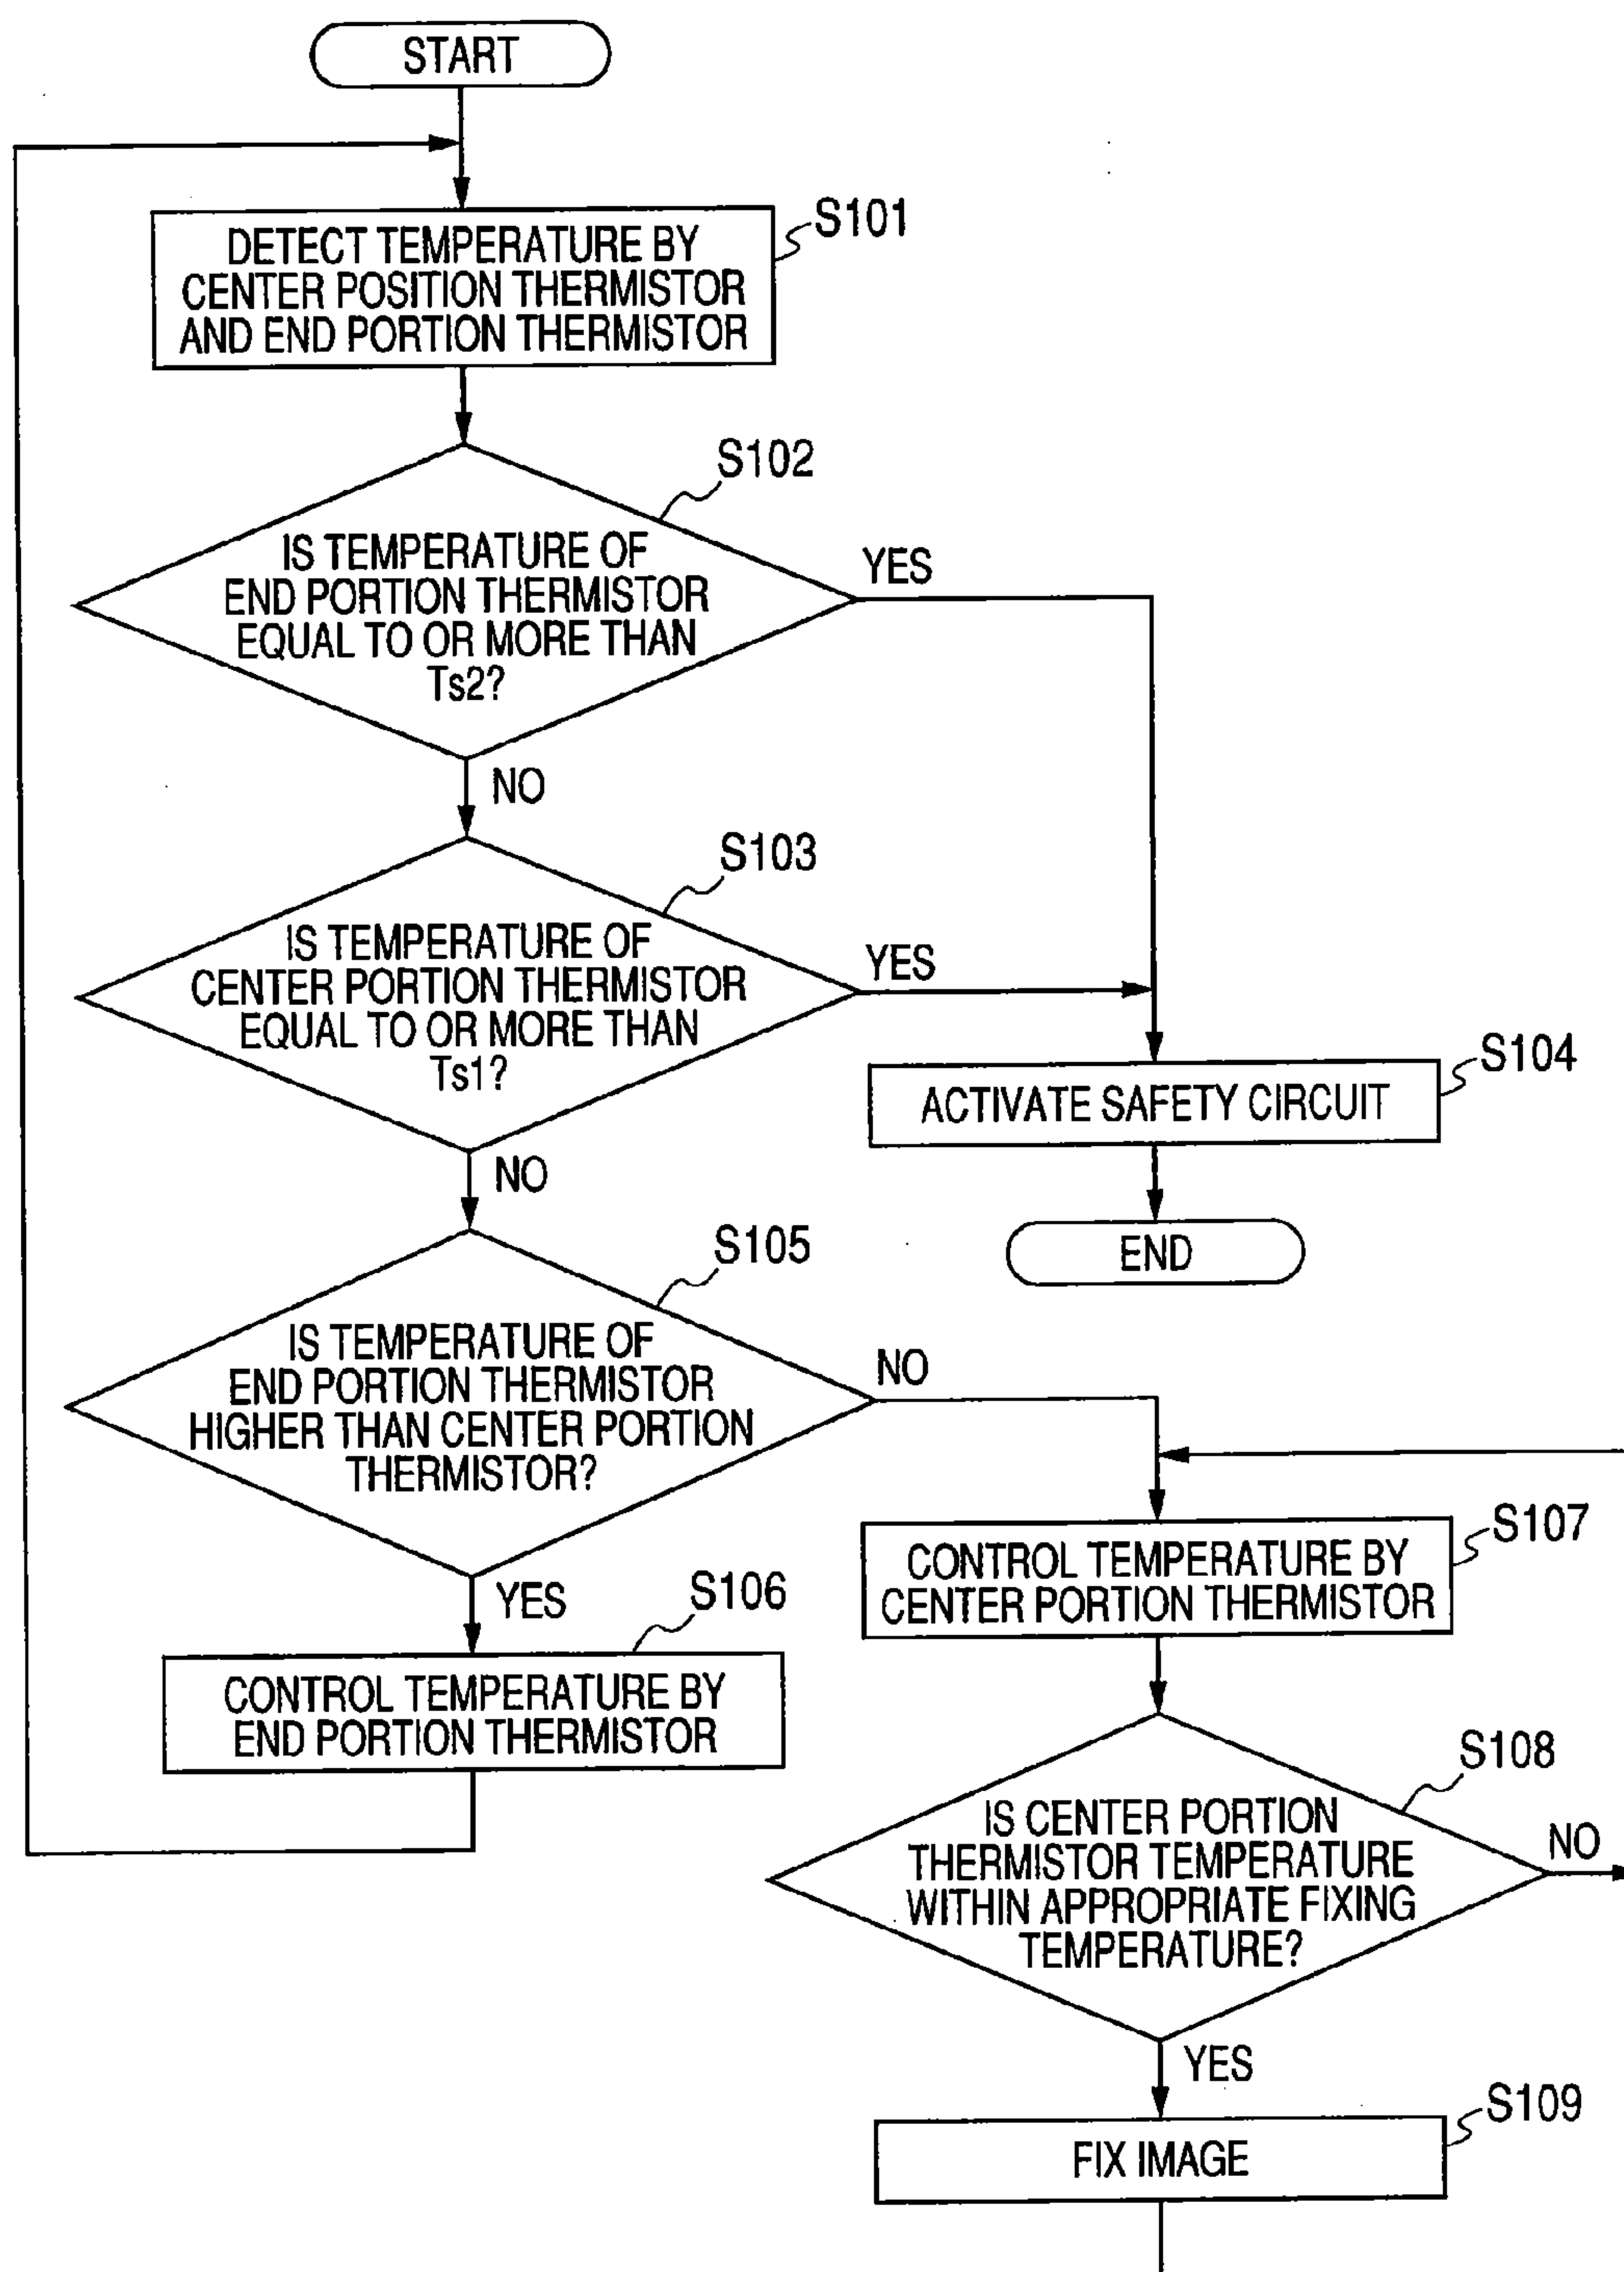 START
S101
DETECT TEMPERATURE BY
CENTER POSITION THERMISTOR
AND END PORTION THERMISTOR
S102
IS TEMPERATURE OF
END PORTION THERMISTOR
EQUAL TO OR MORE THAN
Ts2?
YES
NO
S103
IS TEMPERATURE OF
CENTER PORTION THERMISTOR
EQUAL TO OR MORE THAN
Ts1?
YES
NO
S104
ACTIVATE SAFETY CIRCUIT
END
S105
IS TEMPERATURE OF
END PORTION THERMISTOR
HIGHER THAN CENTER PORTION
THERMISTOR?
NO
YES
S106
CONTROL TEMPERATURE BY
END PORTION THERMISTOR
S107
CONTROL TEMPERATURE BY
CENTER PORTION THERMISTOR
S108
IS CENTER PORTION
THERMISTOR TEMPERATURE
WITHIN APPROPRIATE FIXING
TEMPERATURE?
NO
YES
S109
FIX IMAGE